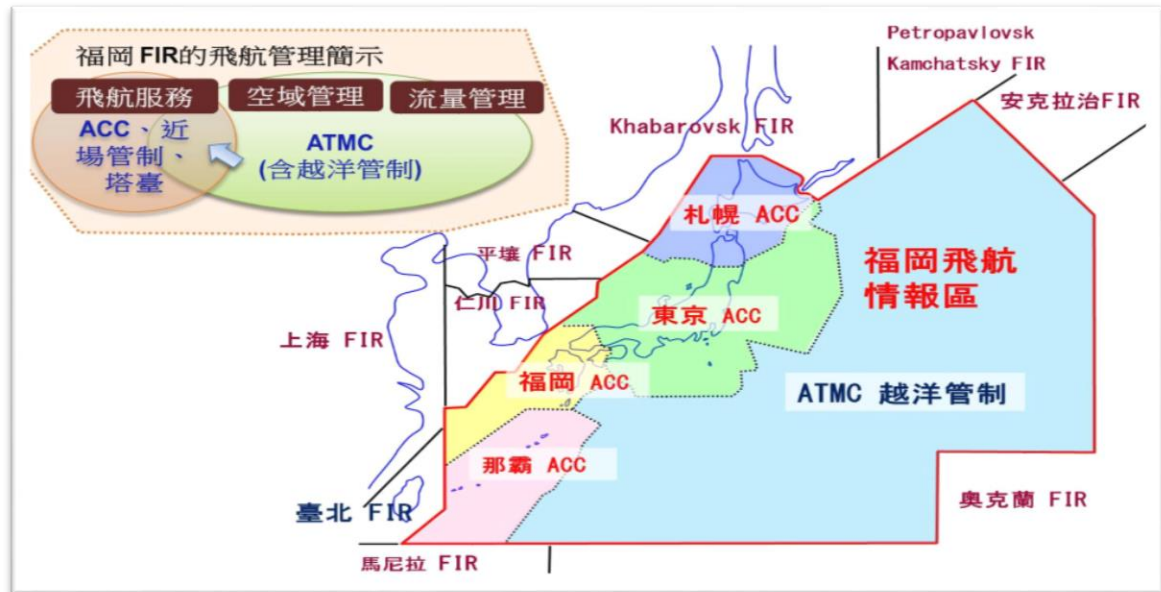 福岡 FIR的飛航管理簡示
飛航服務
空域管理
流量管理
ACC、近
場管制、
塔臺
ATMC
(含越洋管制)
Petropavlovsk
Kamchatsky FIR
安克拉治FIR
Khabarovsk FIR
札幌 ACC
福岡飛航
情報區
平壤 FIR
仁川 FIR
東京 ACC
上海 FIR
福岡 ACC
ATMC 越洋管制
那霸 ACC
奧克蘭 FIR
臺北 FIR
馬尼拉 FIR